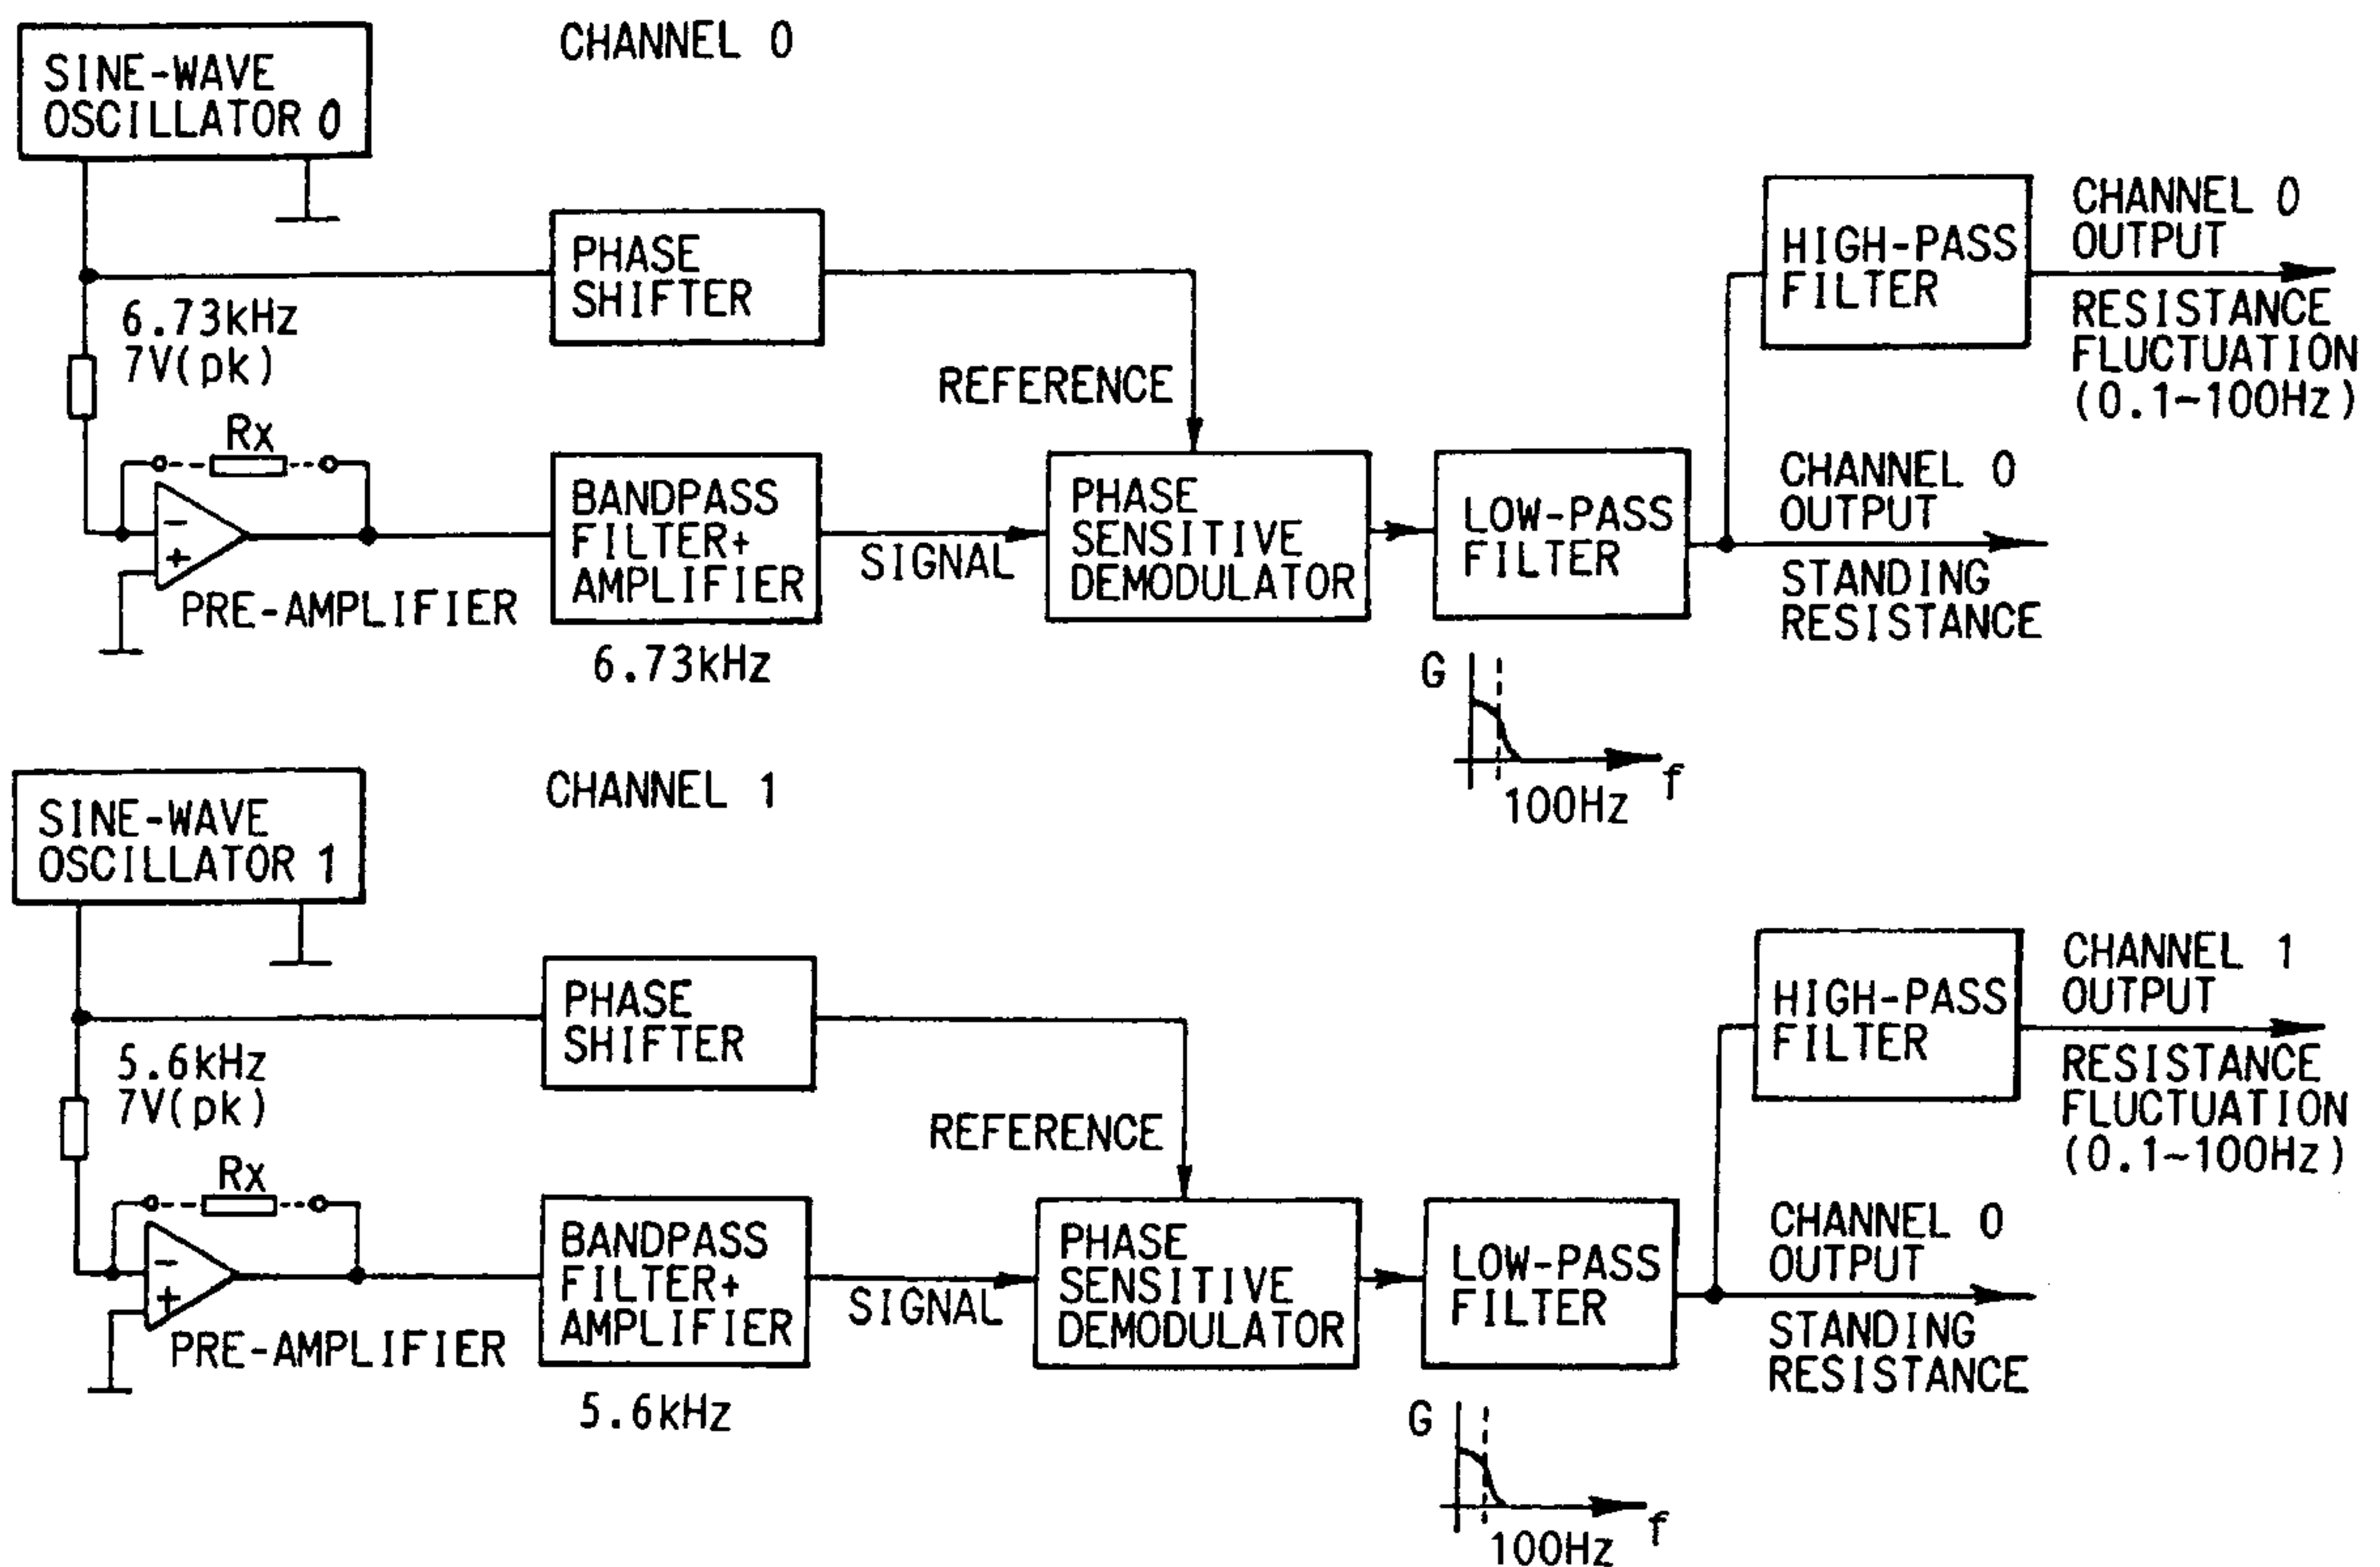 CHANNEL 0
SINE-WAVE
OSCILLATOR 0
6.73kHz
7V(pk)
Rx
-
+
PRE-AMPLIFIER
PHASE
SHIFTER
REFERENCE
BANDPASS
FILTER+
AMPLIFIER
6.73kHz
SIGNAL
PHASE
SENSITIVE
DEMODULATOR
LOW-PASS
FILTER
G
100Hz
f
HIGH-PASS
FILTER
CHANNEL 0
OUTPUT
RESISTANCE
FLUCTUATION
(0.1~100Hz)
CHANNEL 0
OUTPUT
STANDING
RESISTANCE
CHANNEL 1
SINE-WAVE
OSCILLATOR 1
5.6kHz
7V(pk)
Rx
-
+
PRE-AMPLIFIER
PHASE
SHIFTER
REFERENCE
BANDPASS
FILTER+
AMPLIFIER
5.6kHz
SIGNAL
PHASE
SENSITIVE
DEMODULATOR
LOW-PASS
FILTER
G
100Hz
f
HIGH-PASS
FILTER
CHANNEL 1
OUTPUT
RESISTANCE
FLUCTUATION
(0.1~100Hz)
CHANNEL 0
OUTPUT
STANDING
RESISTANCE